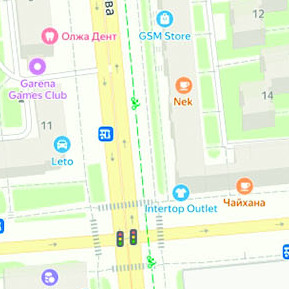 ва
12
GSM Store
Олжа Дент
Garena
Games Club
Nek
14
11
Leto
Чайхана
Intertop Outlet